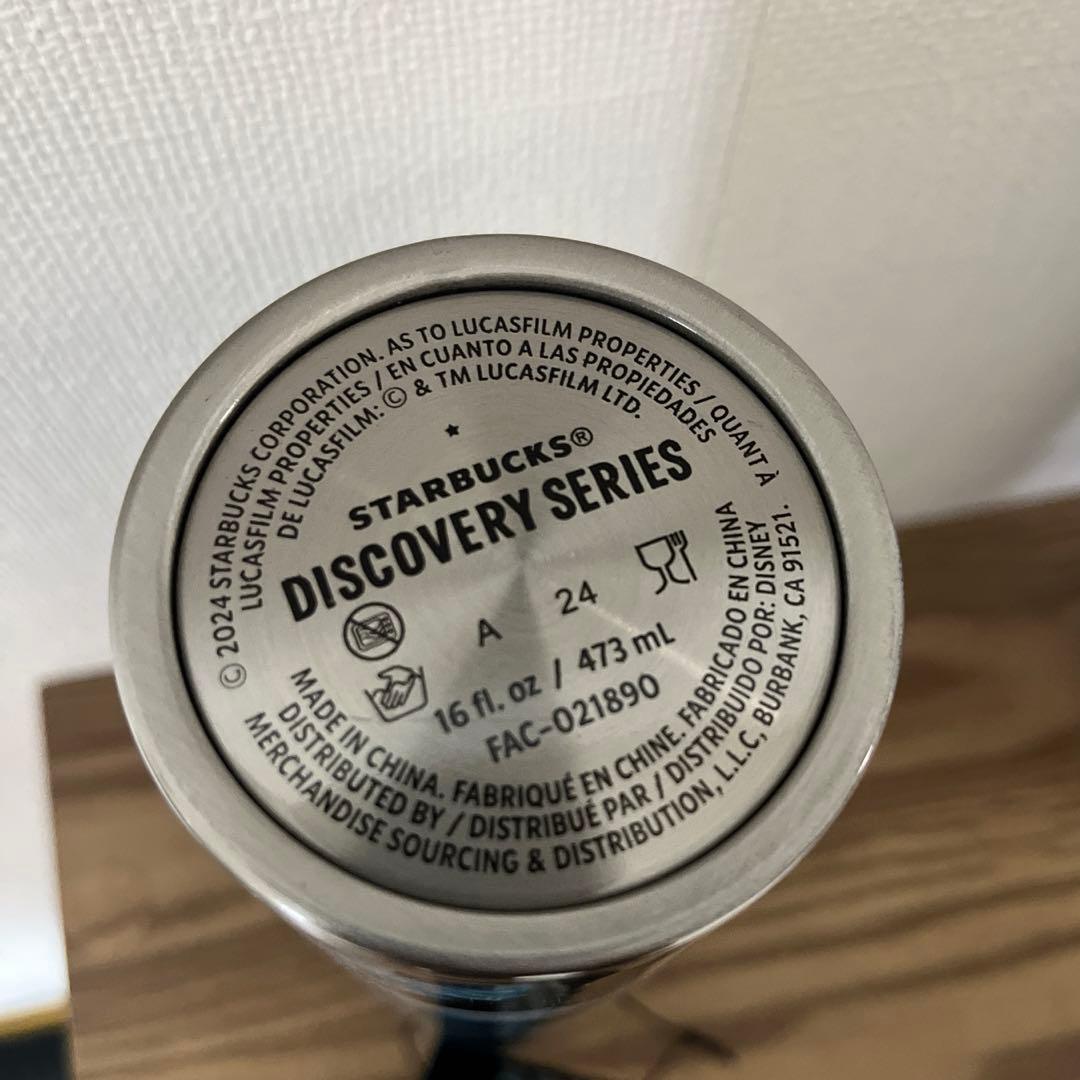 © 2024 STARBUCKS CORPORATION. AS TO LUCASFILM PROPERTIES / QUANT À
LUCASFILM PROPERTIES / EN CUANTO A LAS PROPIEDADES
DE LUCASFILM: © & TM LUCASFILM LTD.
STARBUCKS®
DISCOVERY SERIES
A 24
16 fl. oz / 473 mL
FAC-021890
MADE IN CHINA. FABRIQUÉ EN CHINE. FABRICADO EN CHINA
DISTRIBUTED BY / DISTRIBUÉ PAR / DISTRIBUIDO POR: DISNEY
MERCHANDISE SOURCING & DISTRIBUTION, L.L.C, BURBANK, CA 91521.